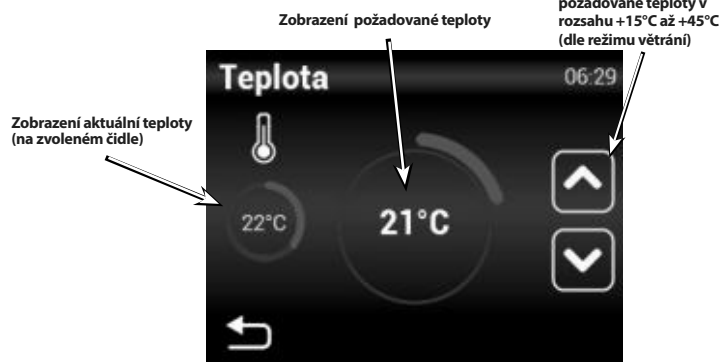 požadované teploty v
rozsahu +15°C až +45°C
(dle režimu větrání)
Zobrazení požadované teploty
Teplota
06:29
Zobrazení aktuální teploty
(na zvoleném čidle)
22°C
21°C